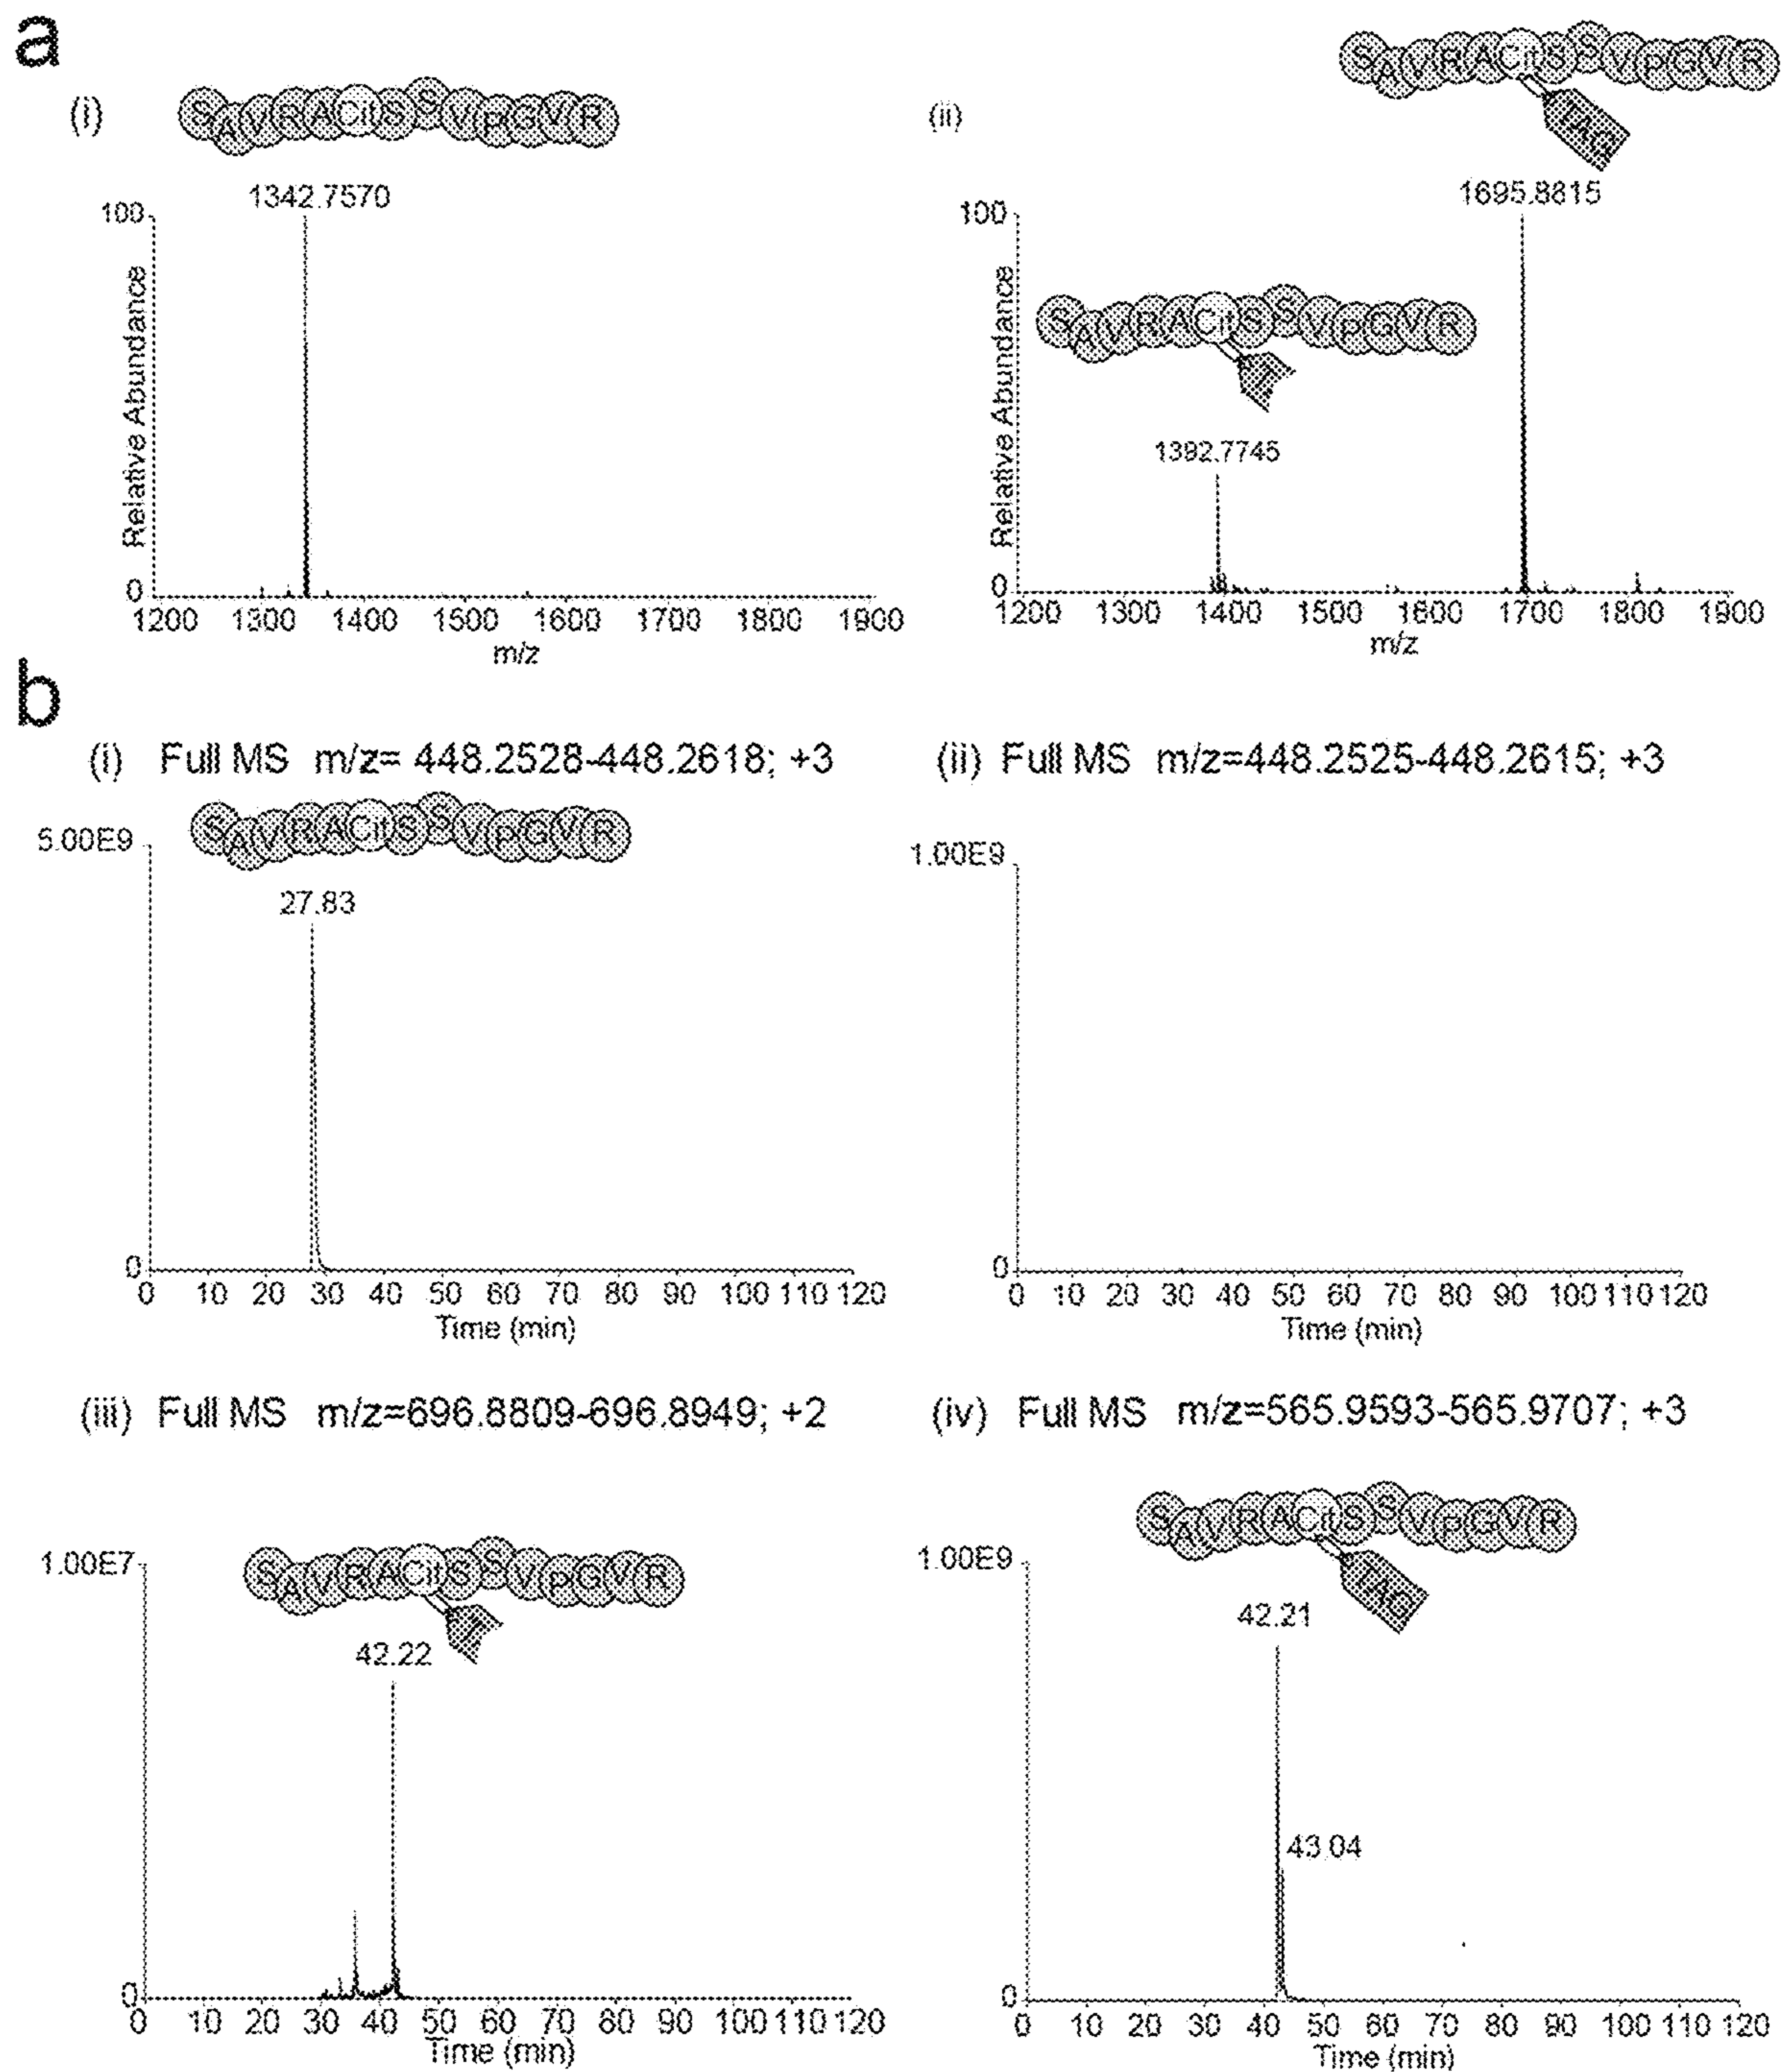 a
(i)
S A V R A Cit S S V P G V R
1342.7570
100
Relative Abundance
0
1200 1300 1400 1500 1600 1700 1800 1900
m/z
(ii)
S A V R A Cit S S V P G V R
TAG
1695.8815
100
Relative Abundance
S A V R A Cit S S V P G V R
1392.7745
0
1200 1300 1400 1500 1600 1700 1800 1900
m/z
b
(i) Full MS m/z= 448.2528-448.2618; +3
S A V R A Cit S S V P G V R
5.00E9
27.83
0
0 10 20 30 40 50 60 70 80 90 100 110 120
Time (min)
(ii) Full MS m/z=448.2525-448.2615; +3
1.00E9
0
0 10 20 30 40 50 60 70 80 90 100 110 120
Time (min)
(iii) Full MS m/z=696.8809-696.8949; +2
S A V R A Cit S S V P G V R
1.00E7
42.22
0
0 10 20 30 40 50 60 70 80 90 100 110 120
Time (min)
(iv) Full MS m/z=565.9593-565.9707; +3
S A V R A Cit S S V P G V R
TAG
1.00E9
42.21
43.04
0
0 10 20 30 40 50 60 70 80 90 100 110 120
Time (min)